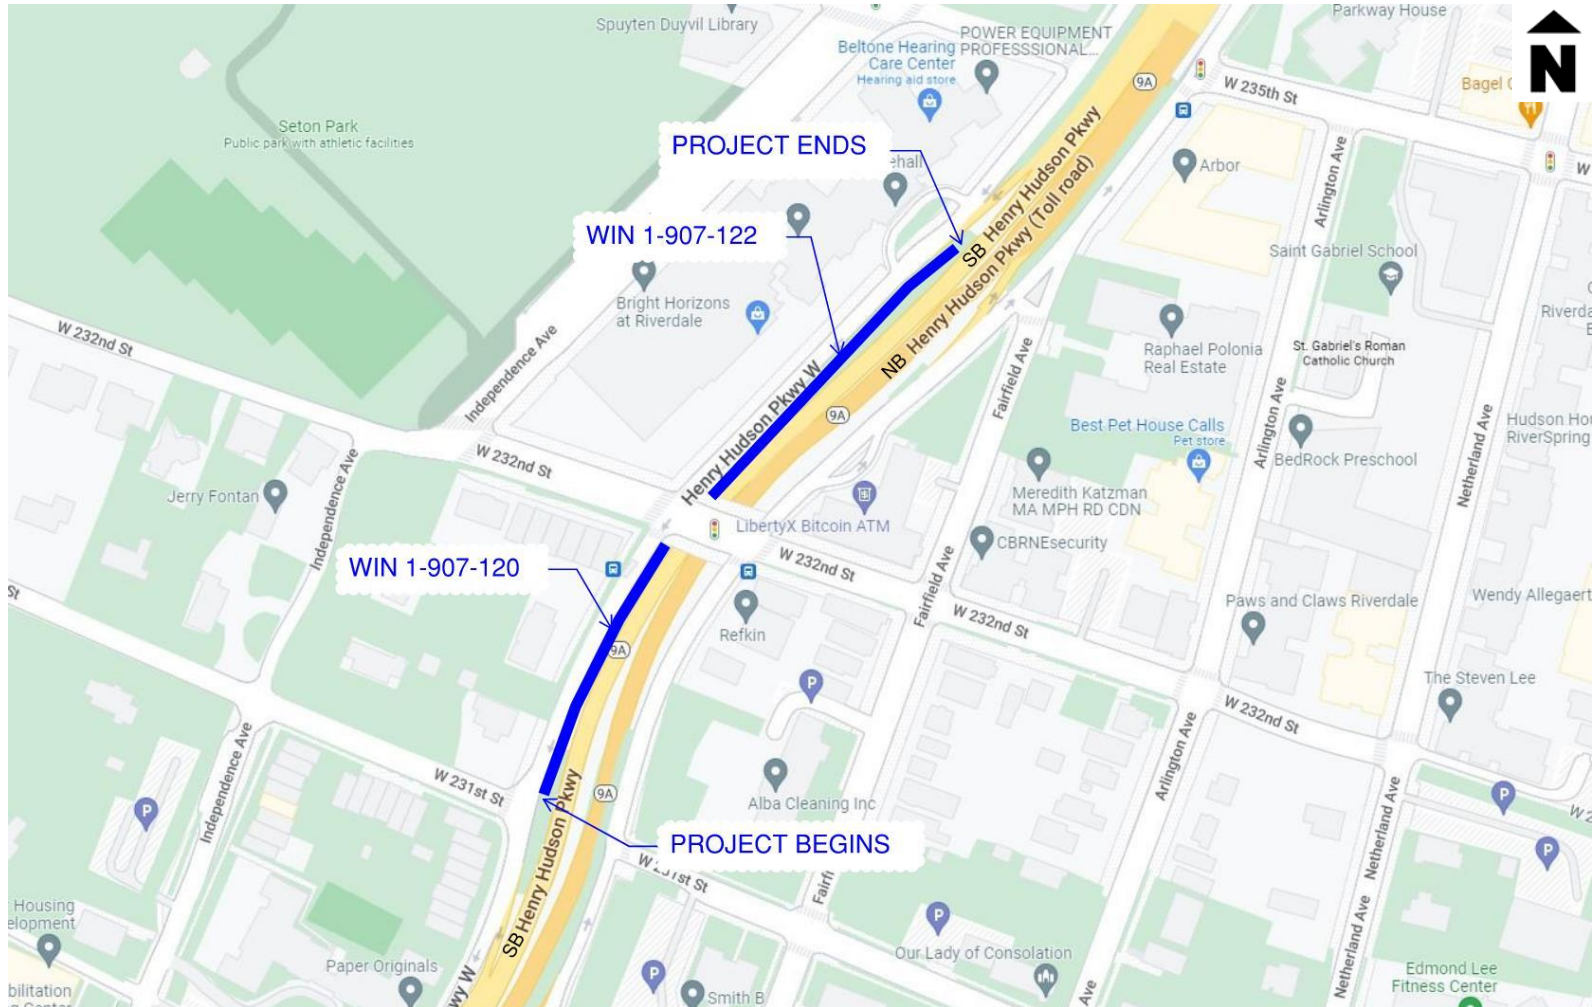 Spuyten Duyvil Library
POWER EQUIPMENT
PROFESSSIONAL...
Parkway House
N
Beltone Hearing
Care Center
Hearing aid store
9A
W 235th St
Bagel
Seton Park
Public park with athletic facilities
PROJECT ENDS
Arbor
W
WIN 1-907-122
SB Henry Hudson Pkwy
NB Henry Hudson Pkwy (Toll road)
Arlington Ave
Saint Gabriel School
Bright Horizons
at Riverdale
W 232nd St
Independence Ave
Raphael Polonia
Real Estate
St. Gabriel's Roman
Catholic Church
Fairfield Ave
Henry Hudson Pkwy W
9A
Best Pet House Calls
Pet store
Arlington Ave
BedRock Preschool
Netherland Ave
RiverSpring
W 232nd St
Independence Ave
Jerry Fontan
Meredith Katzman
MA MPH RD CDN
LibertyX Bitcoin ATM
CBRNEsecurity
WIN 1-907-120
W 232nd St
Fairfield Ave
W 232nd St
Paws and Claws Riverdale
Wendy Allegaert
St
Refkin
9A
P
The Steven Lee
W 232nd St
Independence Ave
W 231st St
9A
Alba Cleaning Inc
Arlington Ave
Netherland Ave
P
P
P
PROJECT BEGINS
W 231st St
SB Henry Hudson Pkwy
Housing
P
Our Lady of Consolation
Netherland Ave
Paper Originals
P
Smith B
Ave
Edmond Lee
Fitness Center